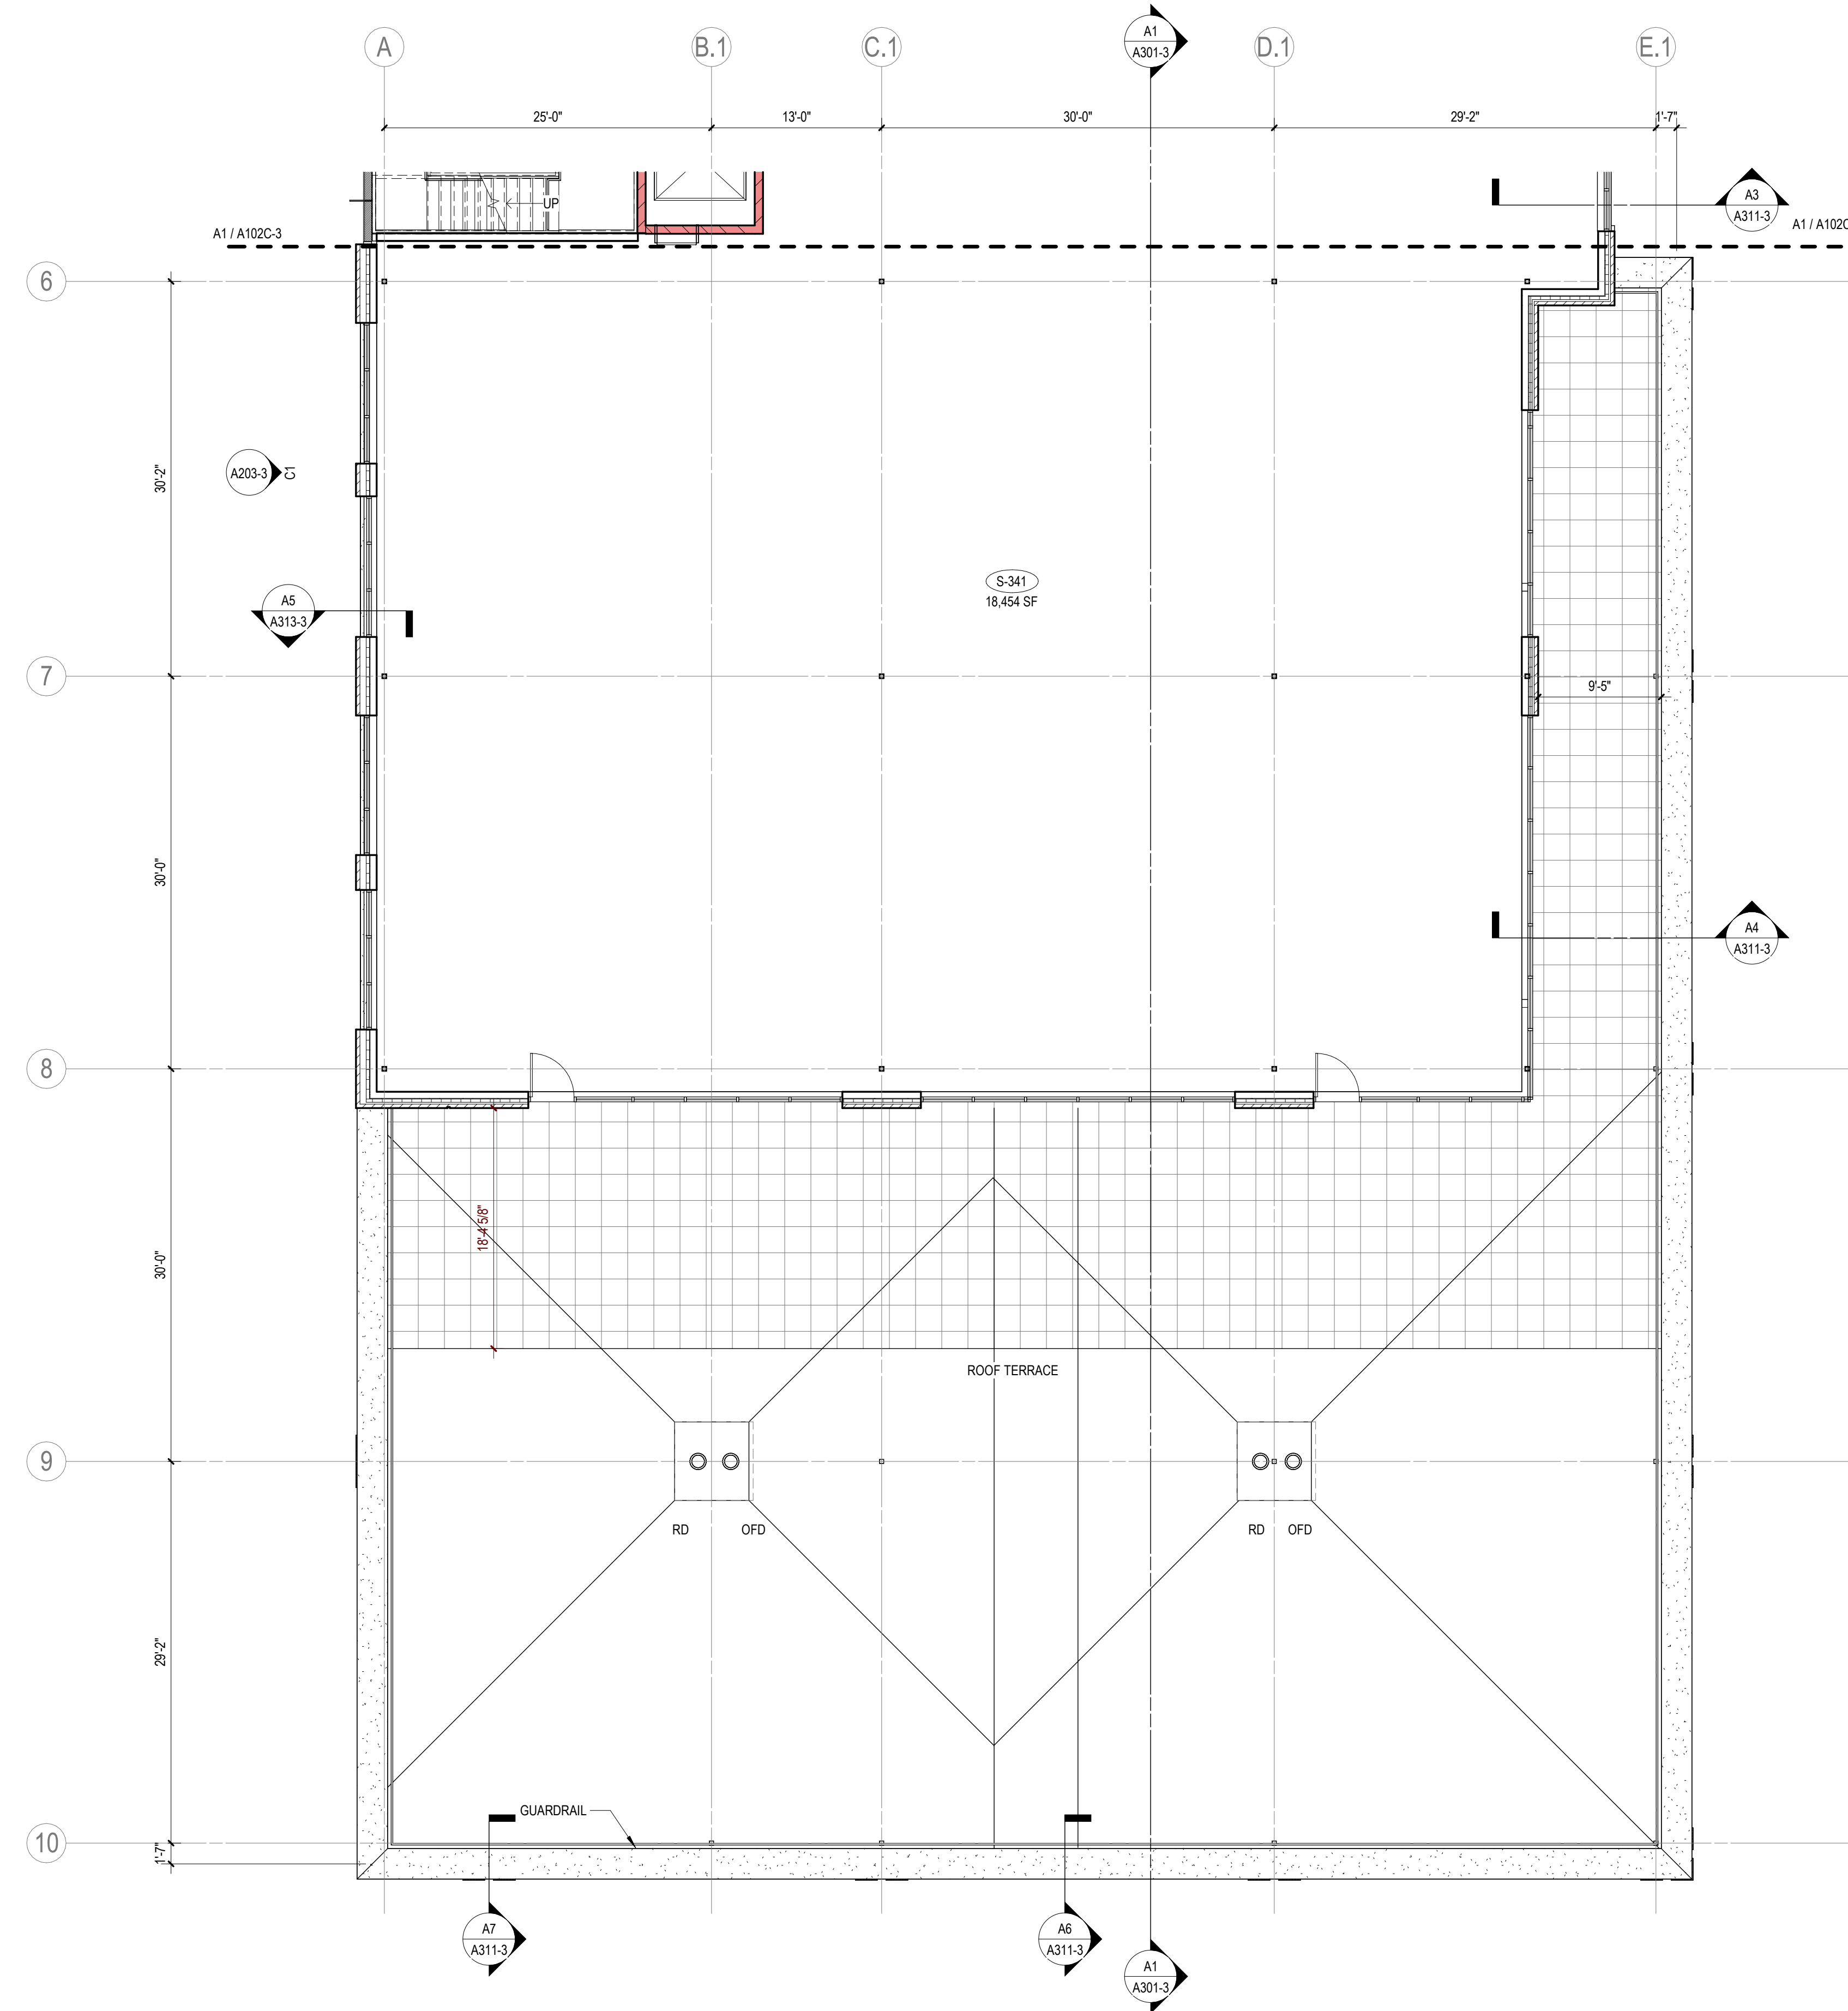 A
B.1
C.1
A1
A301-3
D.1
E.1
25'-0"
13'-0"
30'-0"
29'-2"
1'-7"
UP
A3
A311-3
A1 / A102C-3
A1 / A102C
6
30'-2"
A203-3
C1
S-341
18,454 SF
A5
A313-3
7
9'-5"
30'-0"
A4
A311-3
8
18'-4 5/8"
30'-0"
ROOF TERRACE
9
RD
OFD
RD
OFD
29'-2"
GUARDRAIL
10
1'-7"
A7
A311-3
A6
A311-3
A1
A301-3